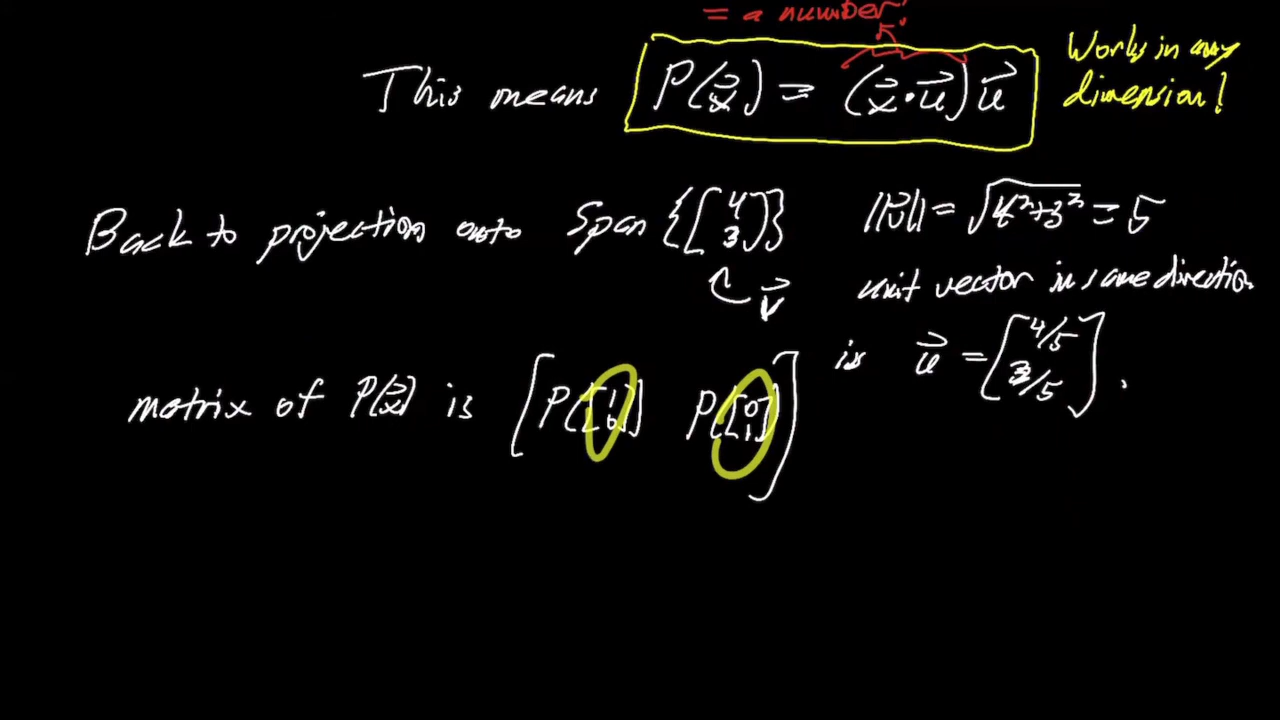 = a number!
This means P(x⃗) = (x⃗·u⃗)u⃗ Works in any
dimension!
Back to projection onto Span {[4 3]} ||v⃗|| = √4²+3² = 5
v⃗ unit vector in same direction
is u⃗ = [4/5 3/5].
matrix of P(x⃗) is [P([1 0]) P([0 1])]